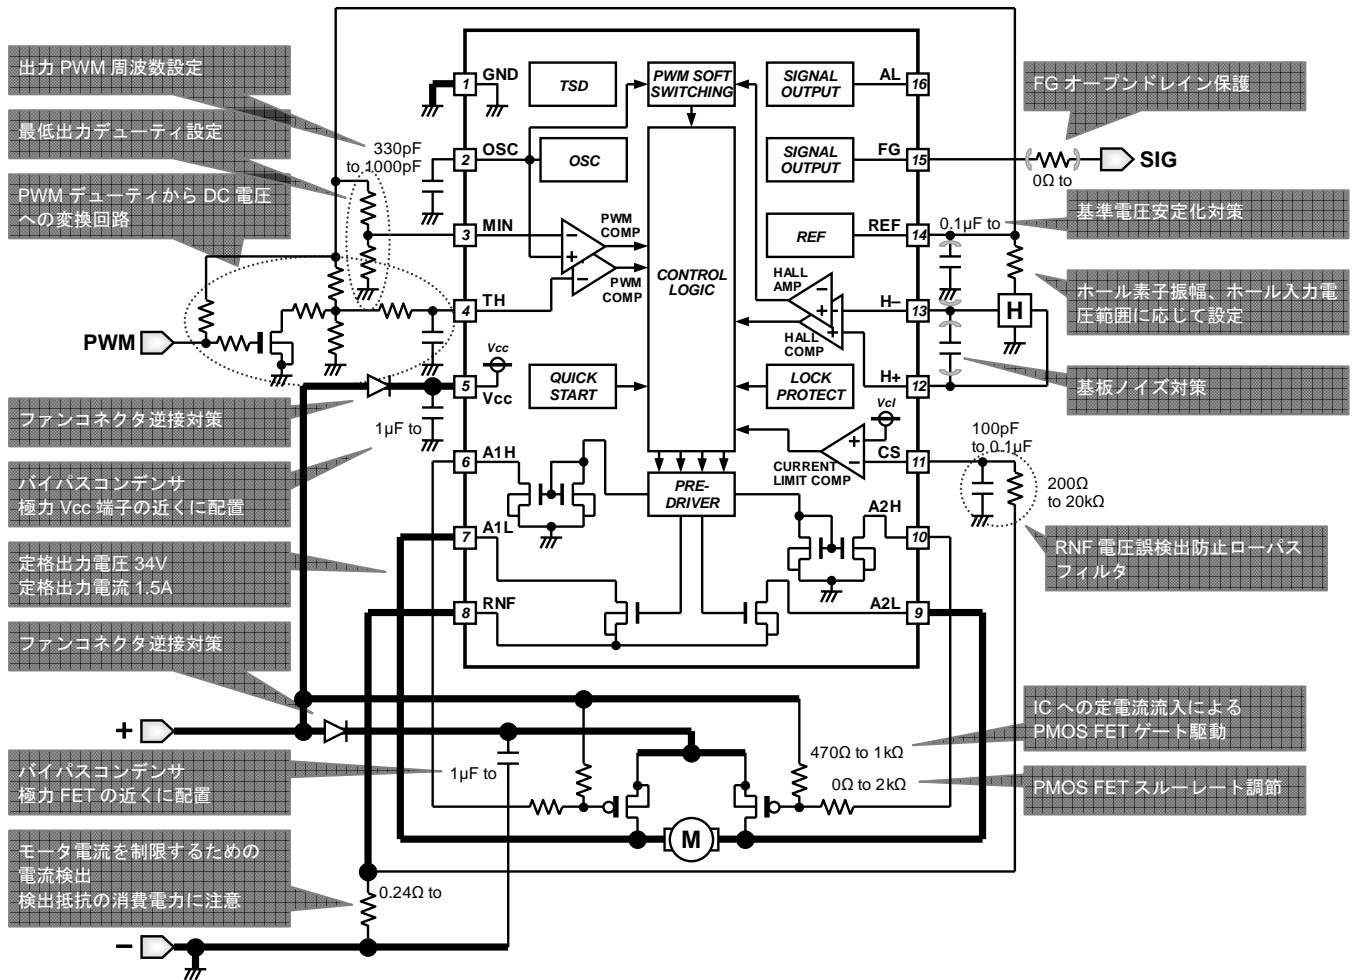 出力 PWM 周波数設定
最低出力デューティ設定
PWM デューティから DC 電圧
への変換回路
PWM
ファンコネクタ逆接対策
バイパスコンデンサ
極力 Vcc 端子の近くに配置
定格出力電圧 34V
定格出力電流 1.5A
ファンコネクタ逆接対策
+
バイパスコンデンサ
極力 FET の近くに配置
モータ電流を制限するための
電流検出
検出抵抗の消費電力に注意
−
330pF
to 1000pF
1µF to
1µF to
0.24Ω to
1
GND
2
OSC
3
MIN
4
TH
5
Vcc
Vcc
6
A1H
7
A1L
8
RNF
TSD
OSC
PWM
COMP
PWM
COMP
QUICK
START
PWM SOFT
SWITCHING
CONTROL
LOGIC
PRE-
DRIVER
SIGNAL
OUTPUT
AL
16
SIGNAL
OUTPUT
FG
15
REF
REF
14
HALL
AMP
HALL
COMP
H−
13
LOCK
PROTECT
H+
12
Vcl
CS
11
CURRENT
LIMIT COMP
A2H
10
A2L
9
M
470Ω to 1kΩ
0Ω to 2kΩ
FG オープンドレイン保護
SIG
0Ω to
0.1µF to
基準電圧安定化対策
H
ホール素子振幅、ホール入力電
圧範囲に応じて設定
基板ノイズ対策
100pF
to 0.1µF
200Ω
to 20kΩ
RNF 電圧誤検出防止ローパス
フィルタ
IC への定電流流入による
PMOS FET ゲート駆動
PMOS FET スルーレート調節